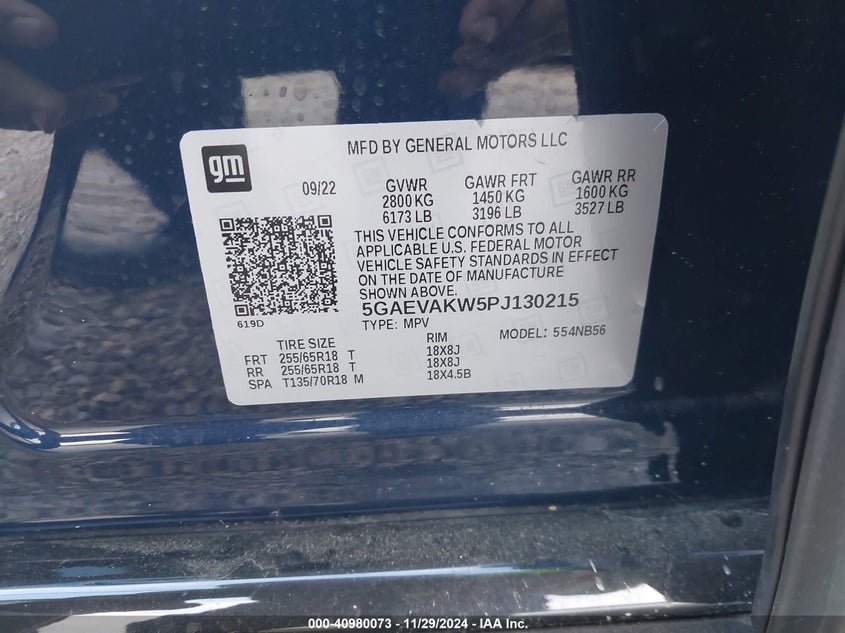 gm
MFD BY GENERAL MOTORS LLC
09/22 GVWR GAWR FRT GAWR RR
2800 KG 1450 KG 1600 KG
6173 LB 3196 LB 3527 LB
THIS VEHICLE CONFORMS TO ALL
APPLICABLE U.S. FEDERAL MOTOR
VEHICLE SAFETY STANDARDS IN EFFECT
ON THE DATE OF MANUFACTURE
SHOWN ABOVE.
5GAEVAKW5PJ130215
619D
TYPE: MPV MODEL: 554NB56
TIRE SIZE RIM
FRT 255/65R18 T 18X8J
RR 255/65R18 T 18X8J
SPA T135/70R18 M 18X4.5B
000-40980073 - 11/29/2024 - IAA Inc.